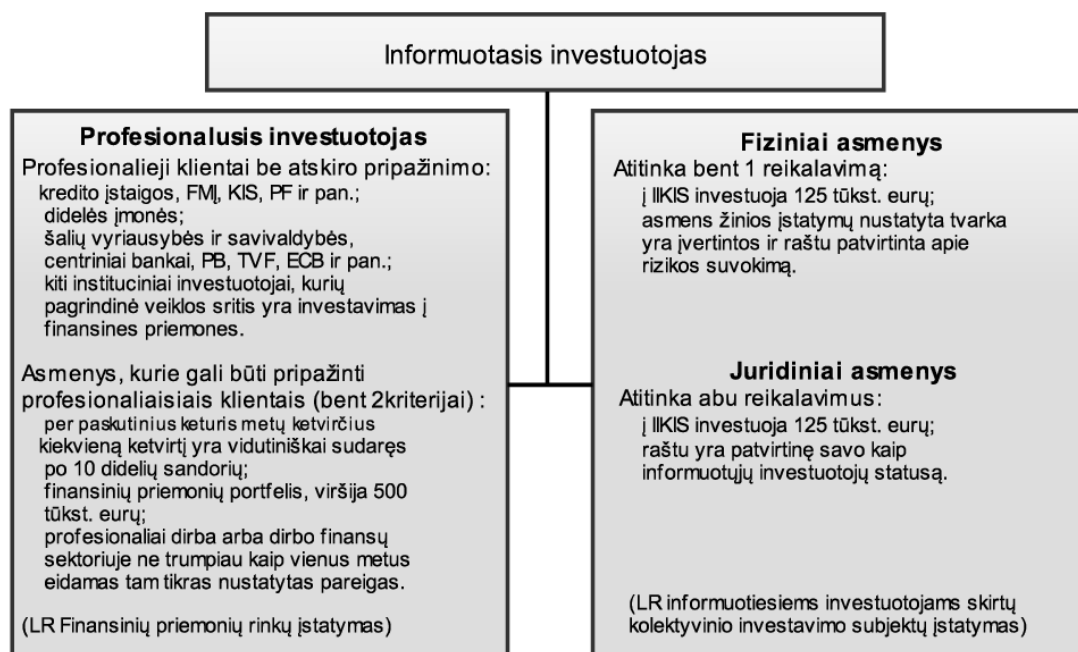 Informuotasis investuotojas
Profesionalusis investuotojas
Profesionalieji klientai be atskiro pripažinimo:
kredito įstaigos, FMĮ, KIS, PF ir pan.;
didelės įmonės;
šalių vyriausybės ir savivaldybės,
centriniai bankai, PB, TVF, ECB ir pan.;
kiti instituciniai investuotojai, kurių
pagrindinė veiklos sritis yra investavimas į
finansines priemones.
Asmenys, kurie gali būti pripažinti
profesionaliaisiais klientais (bent 2kriterijai) :
per paskutinius keturis metų ketvirčius
kiekvieną ketvirtį yra vidutiniškai sudaręs
po 10 didelių sandorių;
finansinių priemonių portfelis, viršija 500
tūkst. eurų;
profesionaliai dirba arba dirbo finansų
sektoriuje ne trumpiau kaip vienus metus
eidamas tam tikras nustatytas pareigas.
(LR Finansinių priemonių rinkų įstatymas)
Fiziniai asmenys
Atitinka bent 1 reikalavimą:
į IIKIS investuoja 125 tūkst. eurų;
asmens žinios įstatymų nustatyta tvarka
yra įvertintos ir raštu patvirtinta apie
rizikos suvokimą.
Juridiniai asmenys
Atitinka abu reikalavimus:
į IIKIS investuoja 125 tūkst. eurų;
raštu yra patvirtinę savo kaip
informuotųjų investuotojų statusą.
(LR informuotiesiems investuotojams skirtų
kolektyvinio investavimo subjektų įstatymas)